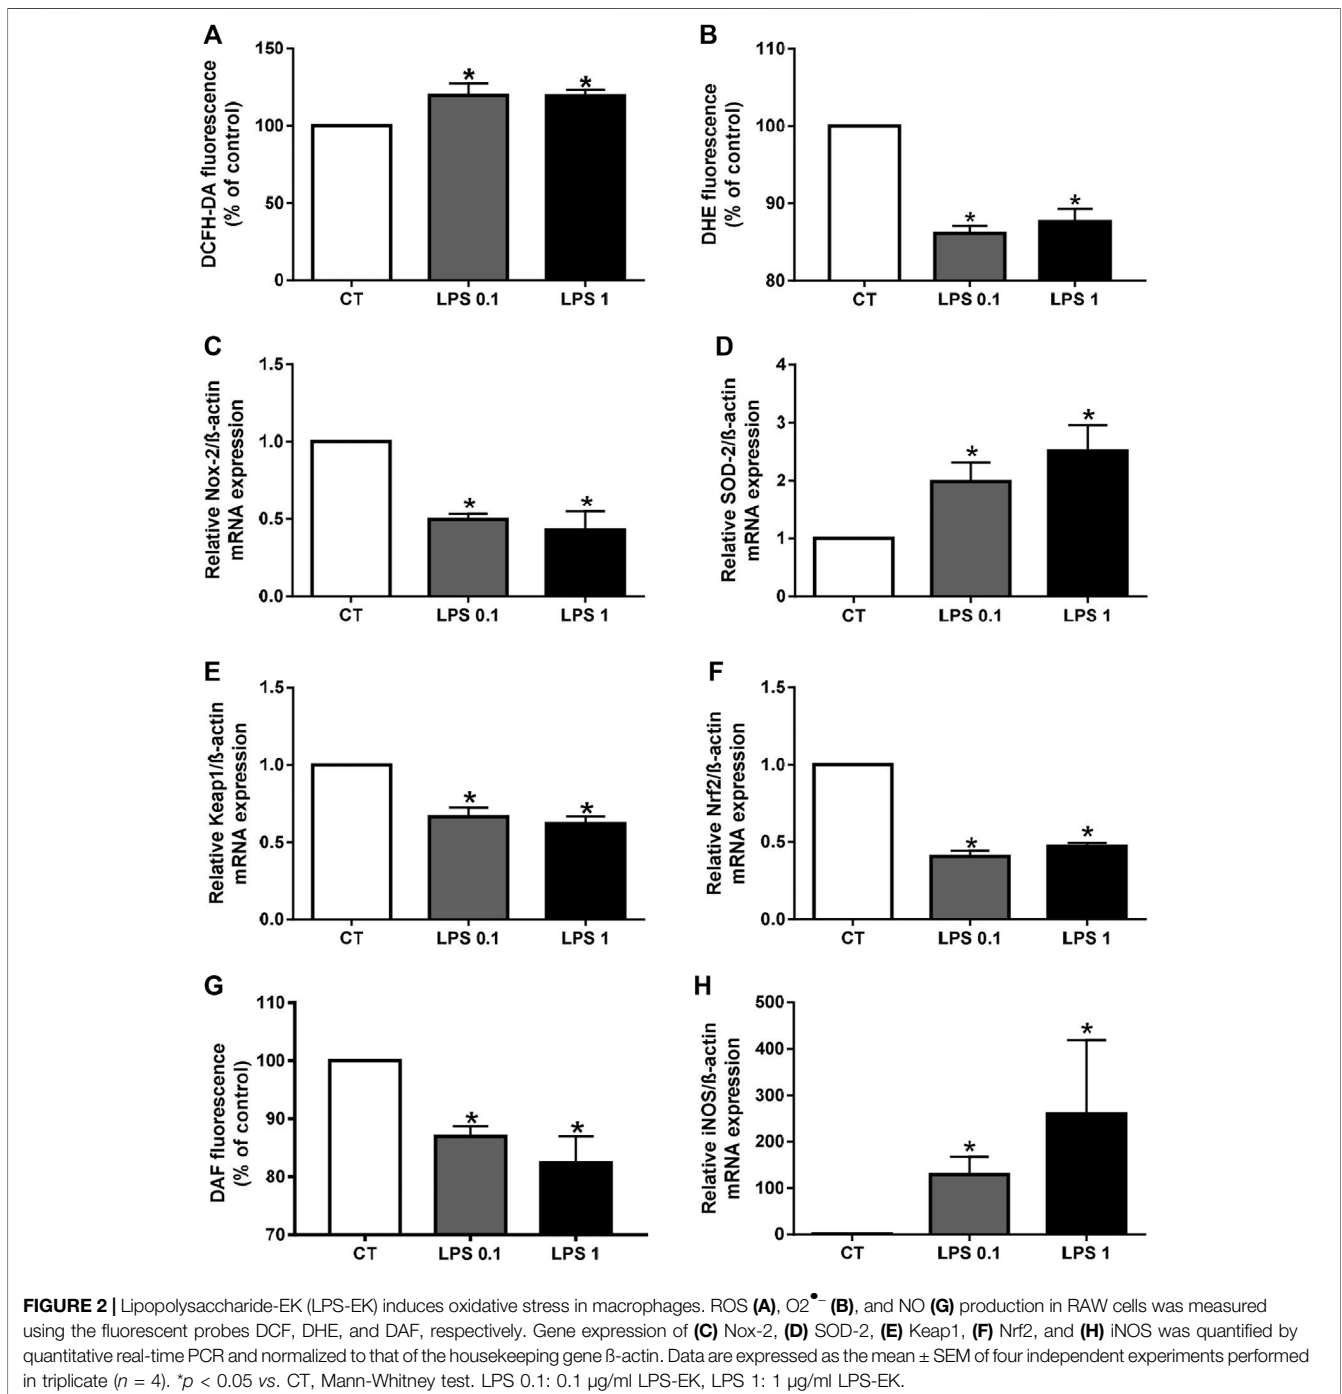 A
DCFH-DA fluorescence
(% of control)
150
100
50
0
*
*
CT
LPS 0.1
LPS 1
B
DHE fluorescence
(% of control)
110
100
90
80
*
*
CT
LPS 0.1
LPS 1
C
Relative Nox-2/ß-actin
mRNA expression
1.5
1.0
0.5
0.0
*
*
CT
LPS 0.1
LPS 1
D
Relative SOD-2/ß-actin
mRNA expression
4
3
2
1
0
*
*
CT
LPS 0.1
LPS 1
E
Relative Keap1/ß-actin
mRNA expression
1.5
1.0
0.5
0.0
*
*
CT
LPS 0.1
LPS 1
F
Relative Nrf2/ß-actin
mRNA expression
1.5
1.0
0.5
0.0
*
*
CT
LPS 0.1
LPS 1
G
DAF fluorescence
(% of control)
110
100
90
80
70
*
*
CT
LPS 0.1
LPS 1
H
Relative iNOS/ß-actin
mRNA expression
500
400
300
200
100
0
*
*
CT
LPS 0.1
LPS 1
FIGURE 2 | Lipopolysaccharide-EK (LPS-EK) induces oxidative stress in macrophages. ROS (A), O2•− (B), and NO (G) production in RAW cells was measured
using the fluorescent probes DCF, DHE, and DAF, respectively. Gene expression of (C) Nox-2, (D) SOD-2, (E) Keap1, (F) Nrf2, and (H) iNOS was quantified by
quantitative real-time PCR and normalized to that of the housekeeping gene ß-actin. Data are expressed as the mean ± SEM of four independent experiments performed
in triplicate (n = 4). *p < 0.05 vs. CT, Mann-Whitney test. LPS 0.1: 0.1 µg/ml LPS-EK, LPS 1: 1 µg/ml LPS-EK.